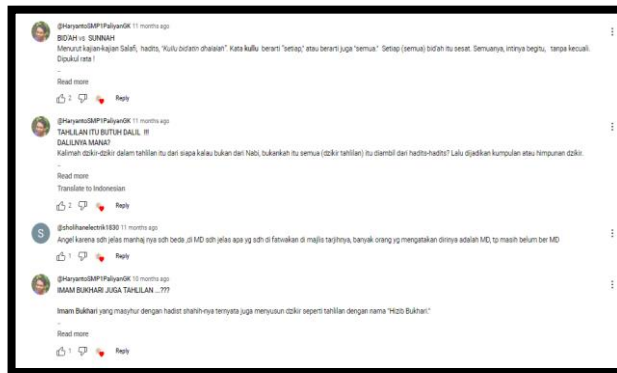 @HaryantoSMP1PaliyanGK 11 months ago
BID'AH vs SUNNAH
Menurut kajian-kajian Salafi, hadits, "Kullu bid'atin dhalalah". Kata kullu berarti "setiap," atau berarti juga "semua." Setiap (semua) bid'ah itu sesat. Semuanya, intinya begitu, tanpa kecuali.
Dipukul rata !
..
Read more
2 Reply
@HaryantoSMP1PaliyanGK 11 months ago
TAHLILAN ITU BUTUH DALIL !!!
DALILNYA MANA?
Kalimah dzikir-dzikir dalam tahlilan itu dari siapa kalau bukan dari Nabi, bukankah itu semua (dzikir tahlilan) itu diambil dari hadits-hadits? Lalu dijadikan kumpulan atau himpunan dzikir.
..
Read more
Translate to Indonesian
2 Reply
S
@sholihanelectrik1830 11 months ago
Angel karena sdh jelas manhaj nya sdh beda ,di MD sdh jelas apa yg sdh di fatwakan di majlis tarjihnya, banyak orang yg mengatakan dirinya adalah MD, tp masih belum ber MD
1 Reply
@HaryantoSMP1PaliyanGK 10 months ago
IMAM BUKHARI JUGA TAHLILAN ...???
Imam Bukhari yang masyhur dengan hadist shahih-nya ternyata juga menyusun dzikir seperti tahlilan dengan nama "Hizib Bukhari."
..
Read more
1 Reply